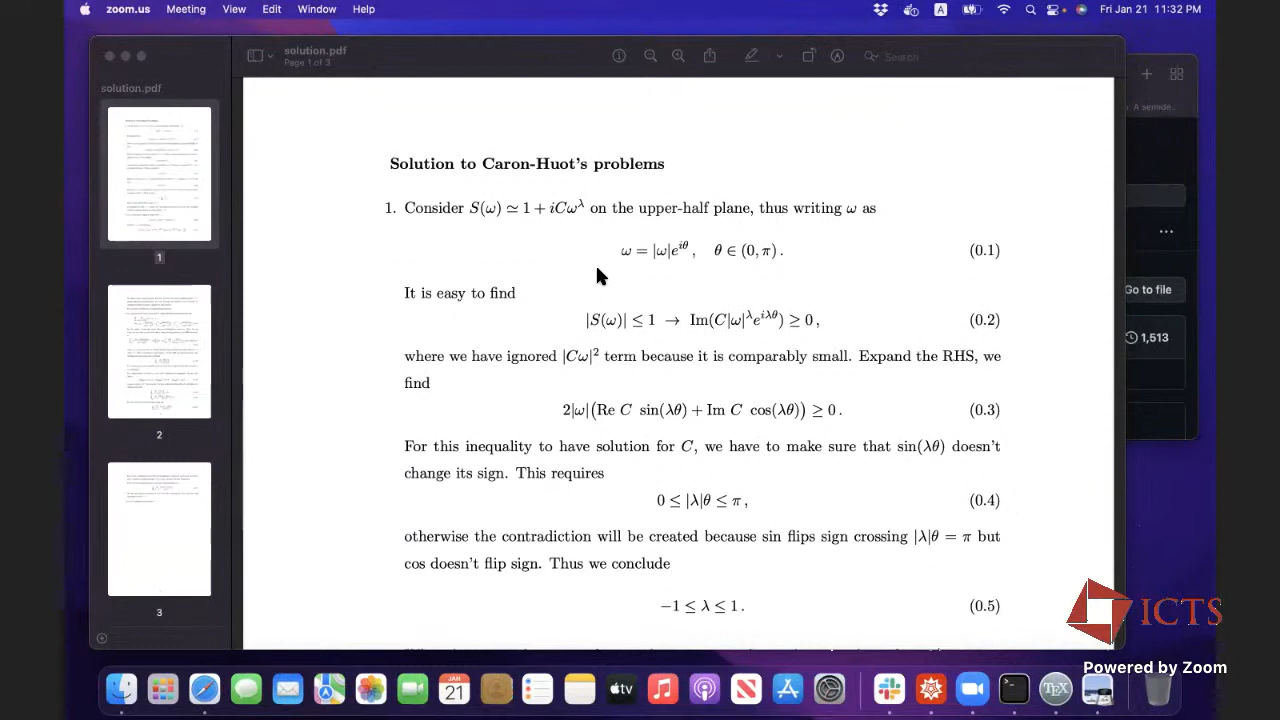 zoom.us Meeting View Edit Window Help
A
Fri Jan 21 11:32 PM
solution.pdf
Page 1 of 3
Search
solution.pdf
1
2
3
Solution to Caron-Huot's problems
1. Consider S(ω) ~ 1 + iCω^λ in the upper-half plane, thus writing ω as
ω = |ω|e^{iθ} , θ ∈ (0, π) . (0.1)
It is easy to find
|S(ω)| ≤ 1 → Im(C|ω|^λ e^{iλθ}) ≥ 0 , (0.2)
where we have ignored |Cω|^2 term because it is comparably small. Expand the RHS, we
find
2|ω|(Re C sin(λθ) + Im C cos(λθ)) ≥ 0 . (0.3)
For this inequality to have solution for C, we have to make sure that sin(λθ) doesn't
change its sign. This requires
0 ≤ |λ|θ ≤ π , (0.4)
otherwise the contradiction will be created because sin flips sign crossing |λ|θ = π but
cos doesn't flip sign. Thus we conclude
−1 ≤ λ ≤ 1 . (0.5)
Go to file
1,513
ICTS
Powered by Zoom
JAN
21
tv
TEX